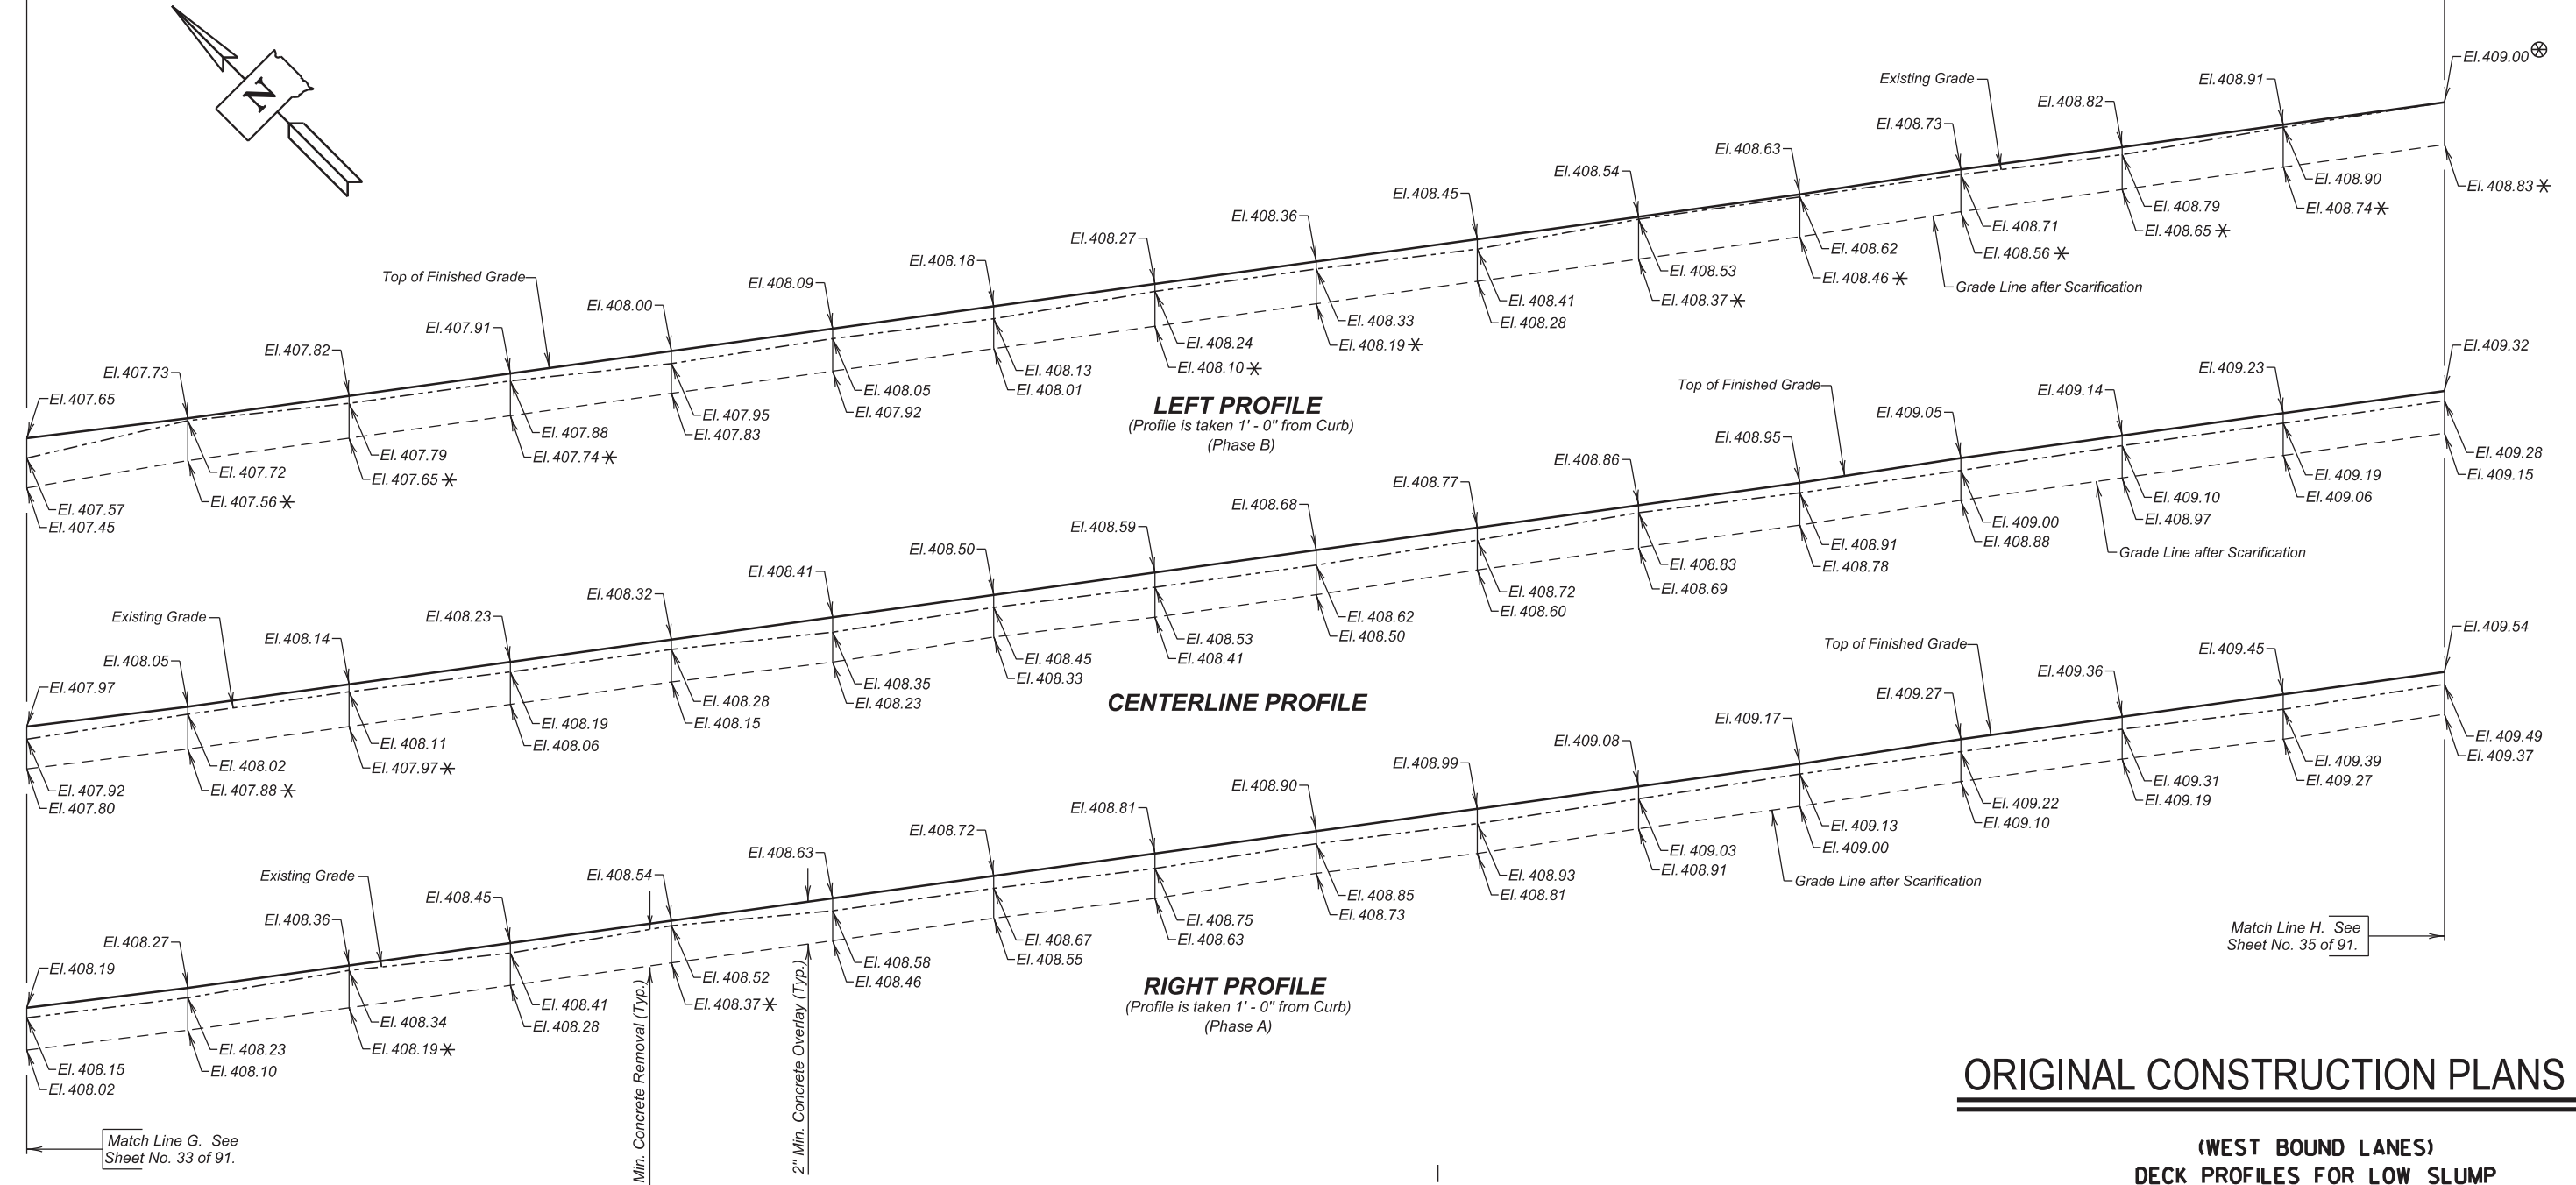 N
El. 409.00
Existing Grade
El. 408.91
El. 408.82
El. 408.73
El. 408.63
El. 408.54
El. 408.45
El. 408.36
El. 408.27
El. 408.18
El. 408.09
El. 408.00
Top of Finished Grade
El. 407.91
El. 407.82
El. 407.73
El. 407.65
El. 407.57
El. 407.45
El. 407.72
El. 407.56 *
El. 407.79
El. 407.65 *
El. 407.88
El. 407.74 *
El. 407.95
El. 407.83
El. 408.05
El. 407.92
El. 408.13
El. 408.01
El. 408.24
El. 408.10 *
El. 408.33
El. 408.19 *
El. 408.41
El. 408.28
El. 408.53
El. 408.37 *
El. 408.62
El. 408.46 *
El. 408.71
El. 408.56 *
El. 408.79
El. 408.65 *
El. 408.90
El. 408.74 *
El. 408.83 *
Grade Line after Scarification
LEFT PROFILE
(Profile is taken 1' - 0" from Curb)
(Phase B)
El. 407.97
El. 408.05
Existing Grade
El. 408.14
El. 408.23
El. 408.32
El. 408.41
El. 408.50
El. 408.59
El. 408.68
El. 408.77
El. 408.86
El. 408.95
Top of Finished Grade
El. 409.05
El. 409.14
El. 409.23
El. 409.32
El. 407.92
El. 407.80
El. 408.02
El. 407.88 *
El. 408.11
El. 407.97 *
El. 408.19
El. 408.06
El. 408.28
El. 408.15
El. 408.35
El. 408.23
El. 408.45
El. 408.33
El. 408.53
El. 408.41
El. 408.62
El. 408.50
El. 408.72
El. 408.60
El. 408.83
El. 408.69
El. 408.91
El. 408.78
El. 409.00
El. 408.88
El. 409.10
El. 408.97
El. 409.19
El. 409.06
El. 409.28
El. 409.15
Grade Line after Scarification
CENTERLINE PROFILE
El. 408.19
El. 408.27
El. 408.36
Existing Grade
El. 408.45
El. 408.54
El. 408.63
El. 408.72
El. 408.81
El. 408.90
El. 408.99
El. 409.08
El. 409.17
El. 409.27
Top of Finished Grade
El. 409.36
El. 409.45
El. 409.54
El. 408.15
El. 408.02
El. 408.23
El. 408.10
El. 408.34
El. 408.19 *
El. 408.41
El. 408.28
El. 408.52
El. 408.37 *
El. 408.58
El. 408.46
El. 408.67
El. 408.55
El. 408.75
El. 408.63
El. 408.85
El. 408.73
El. 408.93
El. 408.81
El. 409.03
El. 408.91
El. 409.13
El. 409.00
El. 409.22
El. 409.10
El. 409.31
El. 409.19
El. 409.39
El. 409.27
El. 409.49
El. 409.37
Grade Line after Scarification
RIGHT PROFILE
(Profile is taken 1' - 0" from Curb)
(Phase A)
Min. Concrete Removal (Typ.)
2" Min. Concrete Overlay (Typ.)
Match Line G. See
Sheet No. 33 of 91.
Match Line H. See
Sheet No. 35 of 91.
ORIGINAL CONSTRUCTION PLANS
(WEST BOUND LANES)
DECK PROFILES FOR LOW SLUMP